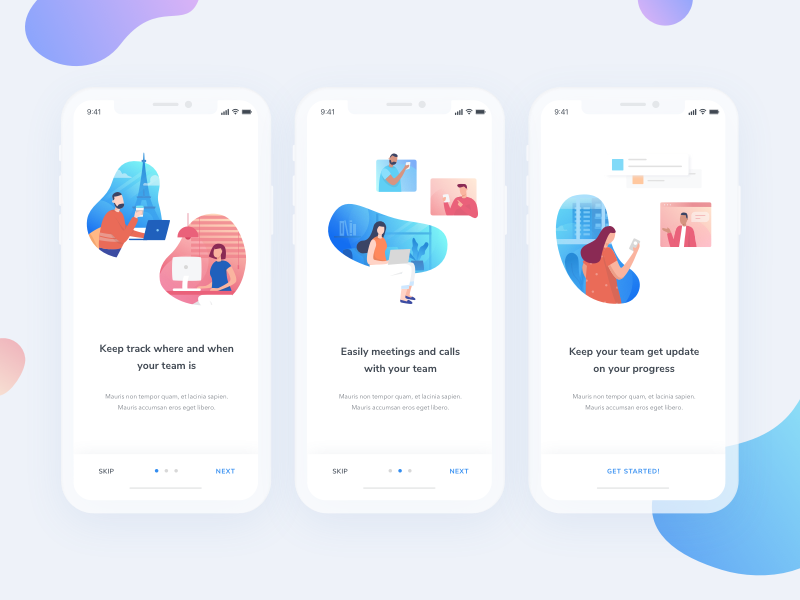 9:41
Keep track where and when
your team is
Mauris non tempor quam, et lacinia sapien.
Mauris accumsan eros eget libero.
SKIP
NEXT
9:41
Easily meetings and calls
with your team
Mauris non tempor quam, et lacinia sapien.
Mauris accumsan eros eget libero.
SKIP
NEXT
9:41
Keep your team get update
on your progress
Mauris non tempor quam, et lacinia sapien.
Mauris accumsan eros eget libero.
GET STARTED!